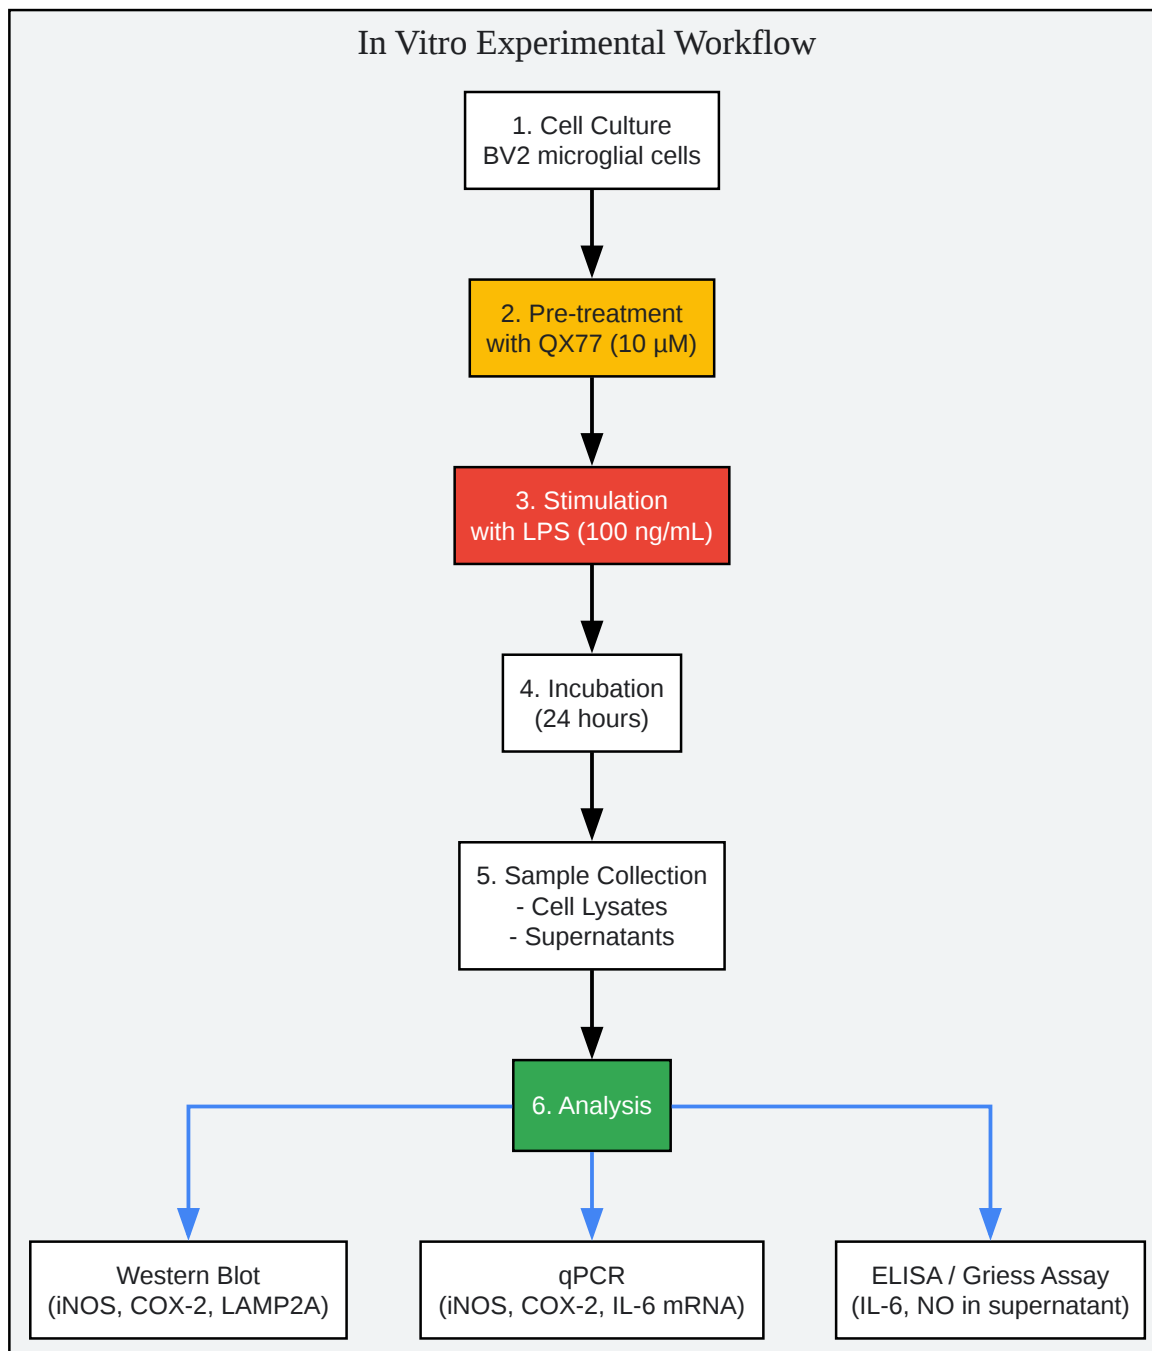 In Vitro Experimental Workflow
1. Cell Culture
BV2 microglial cells
2. Pre-treatment
with QX77 (10 µM)
3. Stimulation
with LPS (100 ng/mL)
4. Incubation
(24 hours)
5. Sample Collection
- Cell Lysates
- Supernatants
6. Analysis
Western Blot
(iNOS, COX-2, LAMP2A)
qPCR
(iNOS, COX-2, IL-6 mRNA)
ELISA / Griess Assay
(IL-6, NO in supernatant)